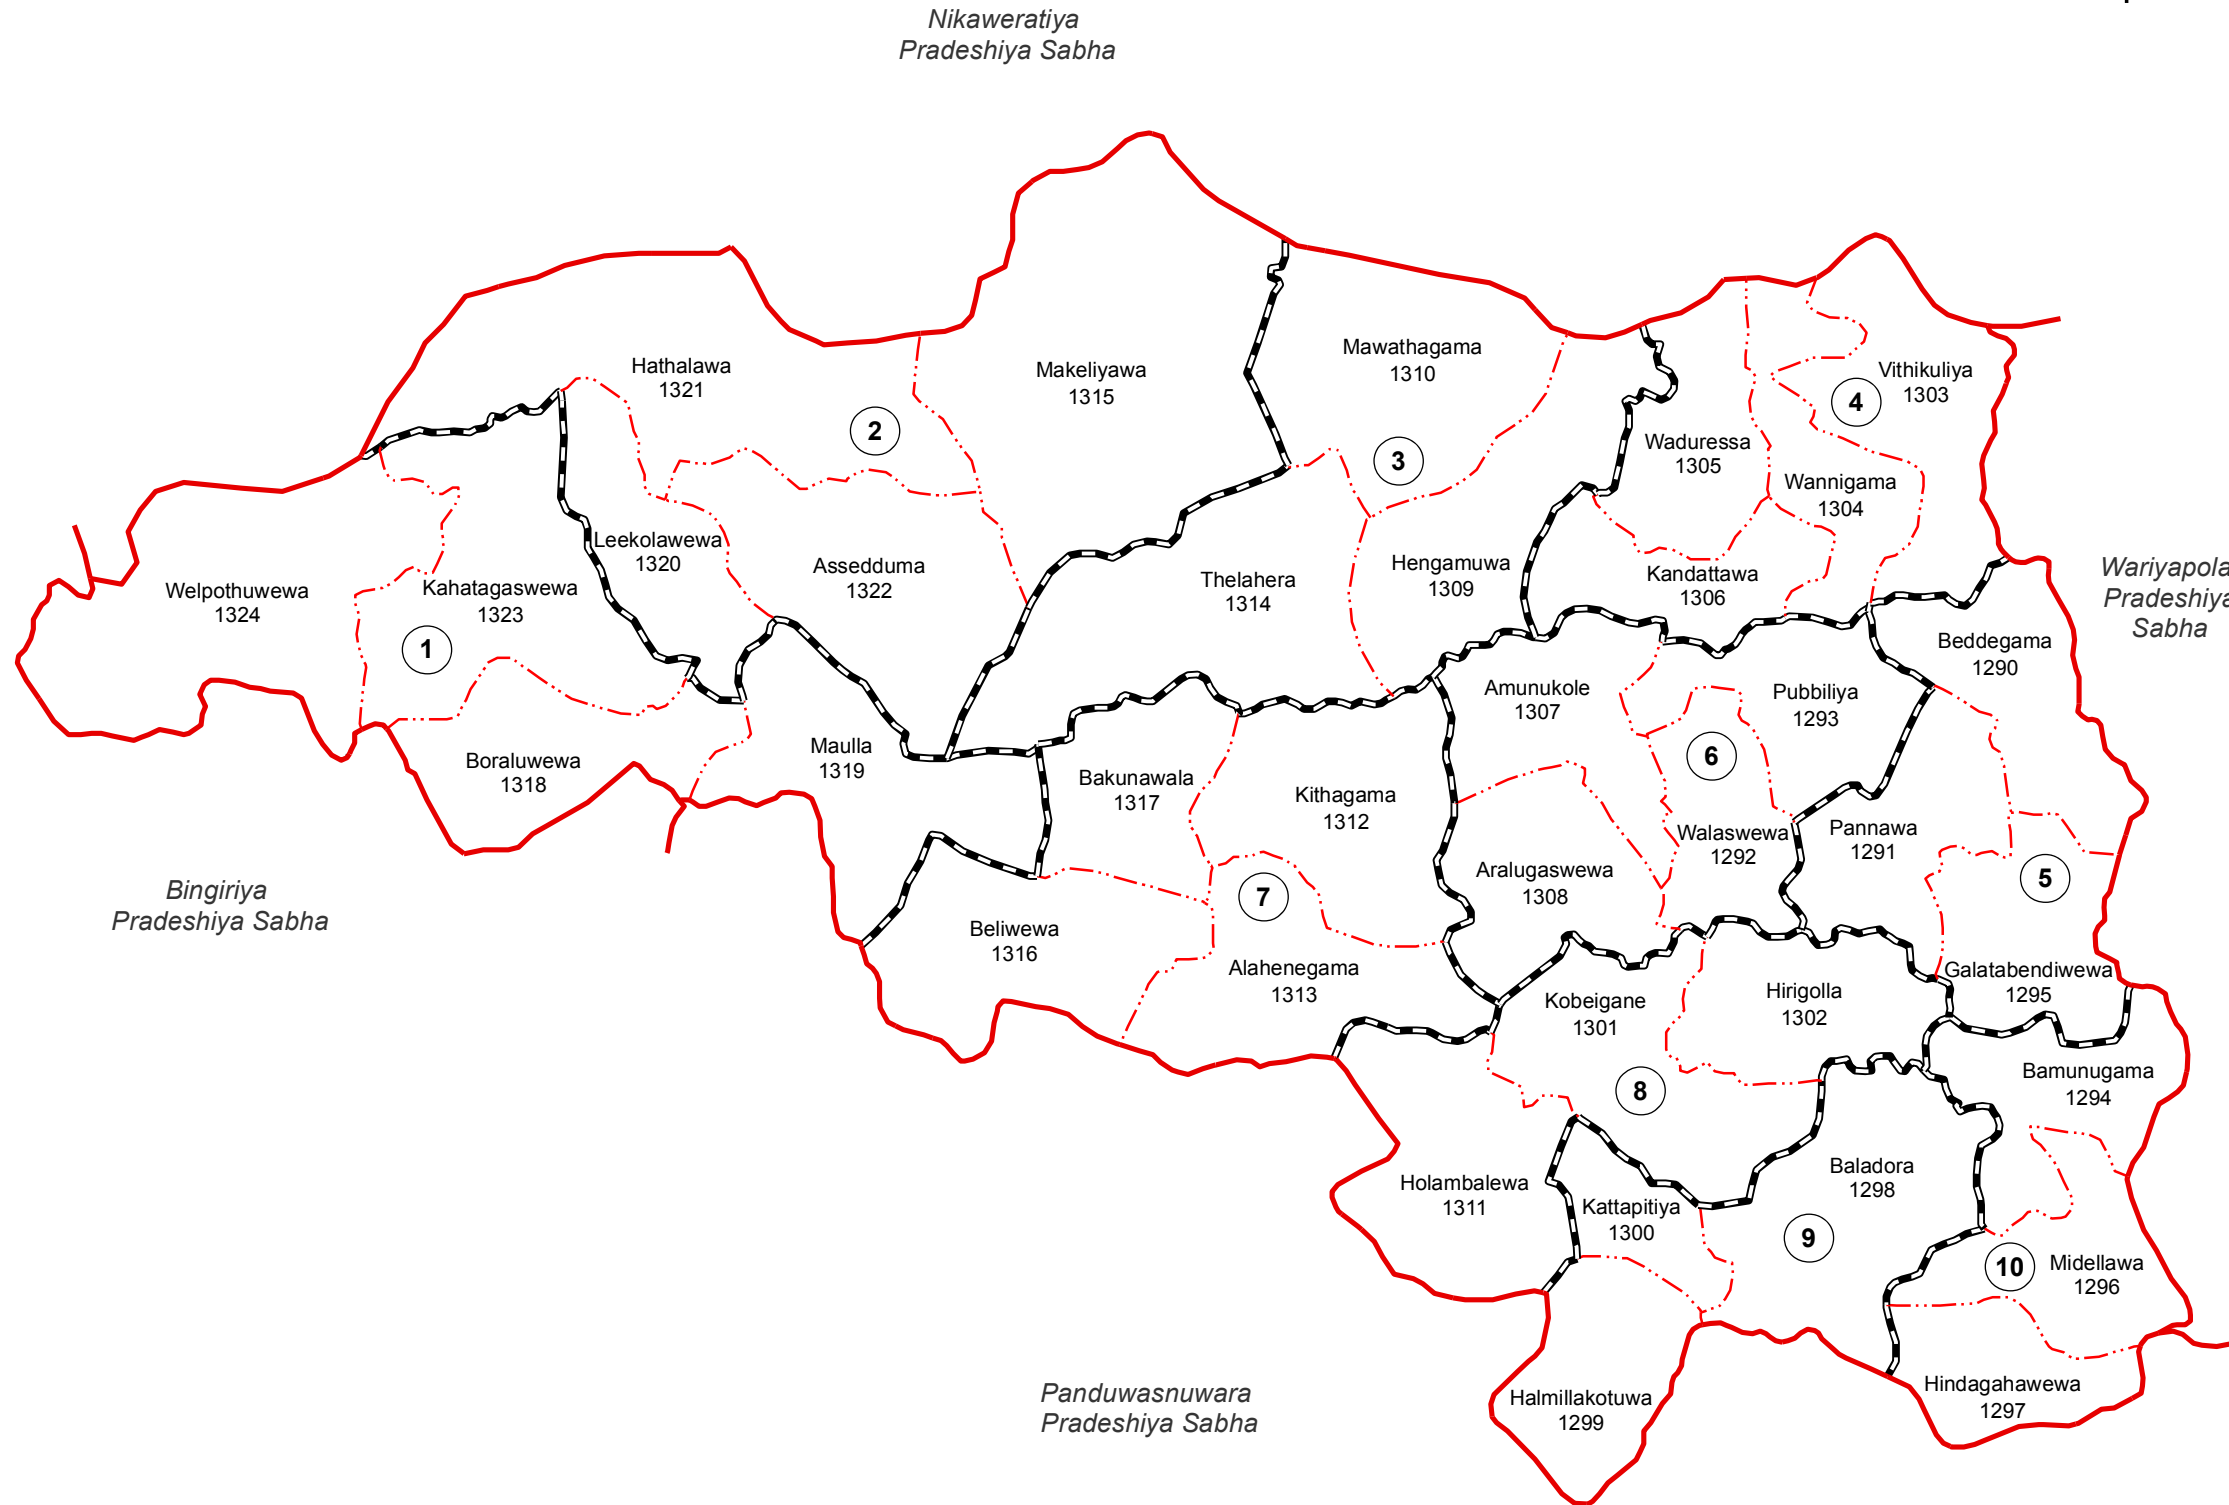 Nikaweratiya
Pradeshiya Sabha
Hathalawa
1321
Makeliyawa
1315
Mawathagama
1310
Vithikuliya
1303
2
3
4
Waduressa
1305
Wannigama
1304
Leekolawewa
1320
Assedduma
1322
Thelahera
1314
Hengamuwa
1309
Kandattawa
1306
Welpothuwewa
1324
Kahatagaswewa
1323
1
Wariyapola
Pradeshiya
Sabha
Beddegama
1290
Amunukole
1307
Pubbiliya
1293
6
Boraluwewa
1318
Maulla
1319
Bakunawala
1317
Kithagama
1312
Walaswewa
1292
Pannawa
1291
Aralugaswewa
1308
5
7
Bingiriya
Pradeshiya Sabha
Beliwewa
1316
Alahenegama
1313
Kobeigane
1301
Hirigolla
1302
Galatabendiwewa
1295
Bamunugama
1294
8
Holambalewa
1311
Kattapitiya
1300
Baladora
1298
9
10
Midellawa
1296
Panduwasnuwara
Pradeshiya Sabha
Halmillakotuwa
1299
Hindagahawewa
1297